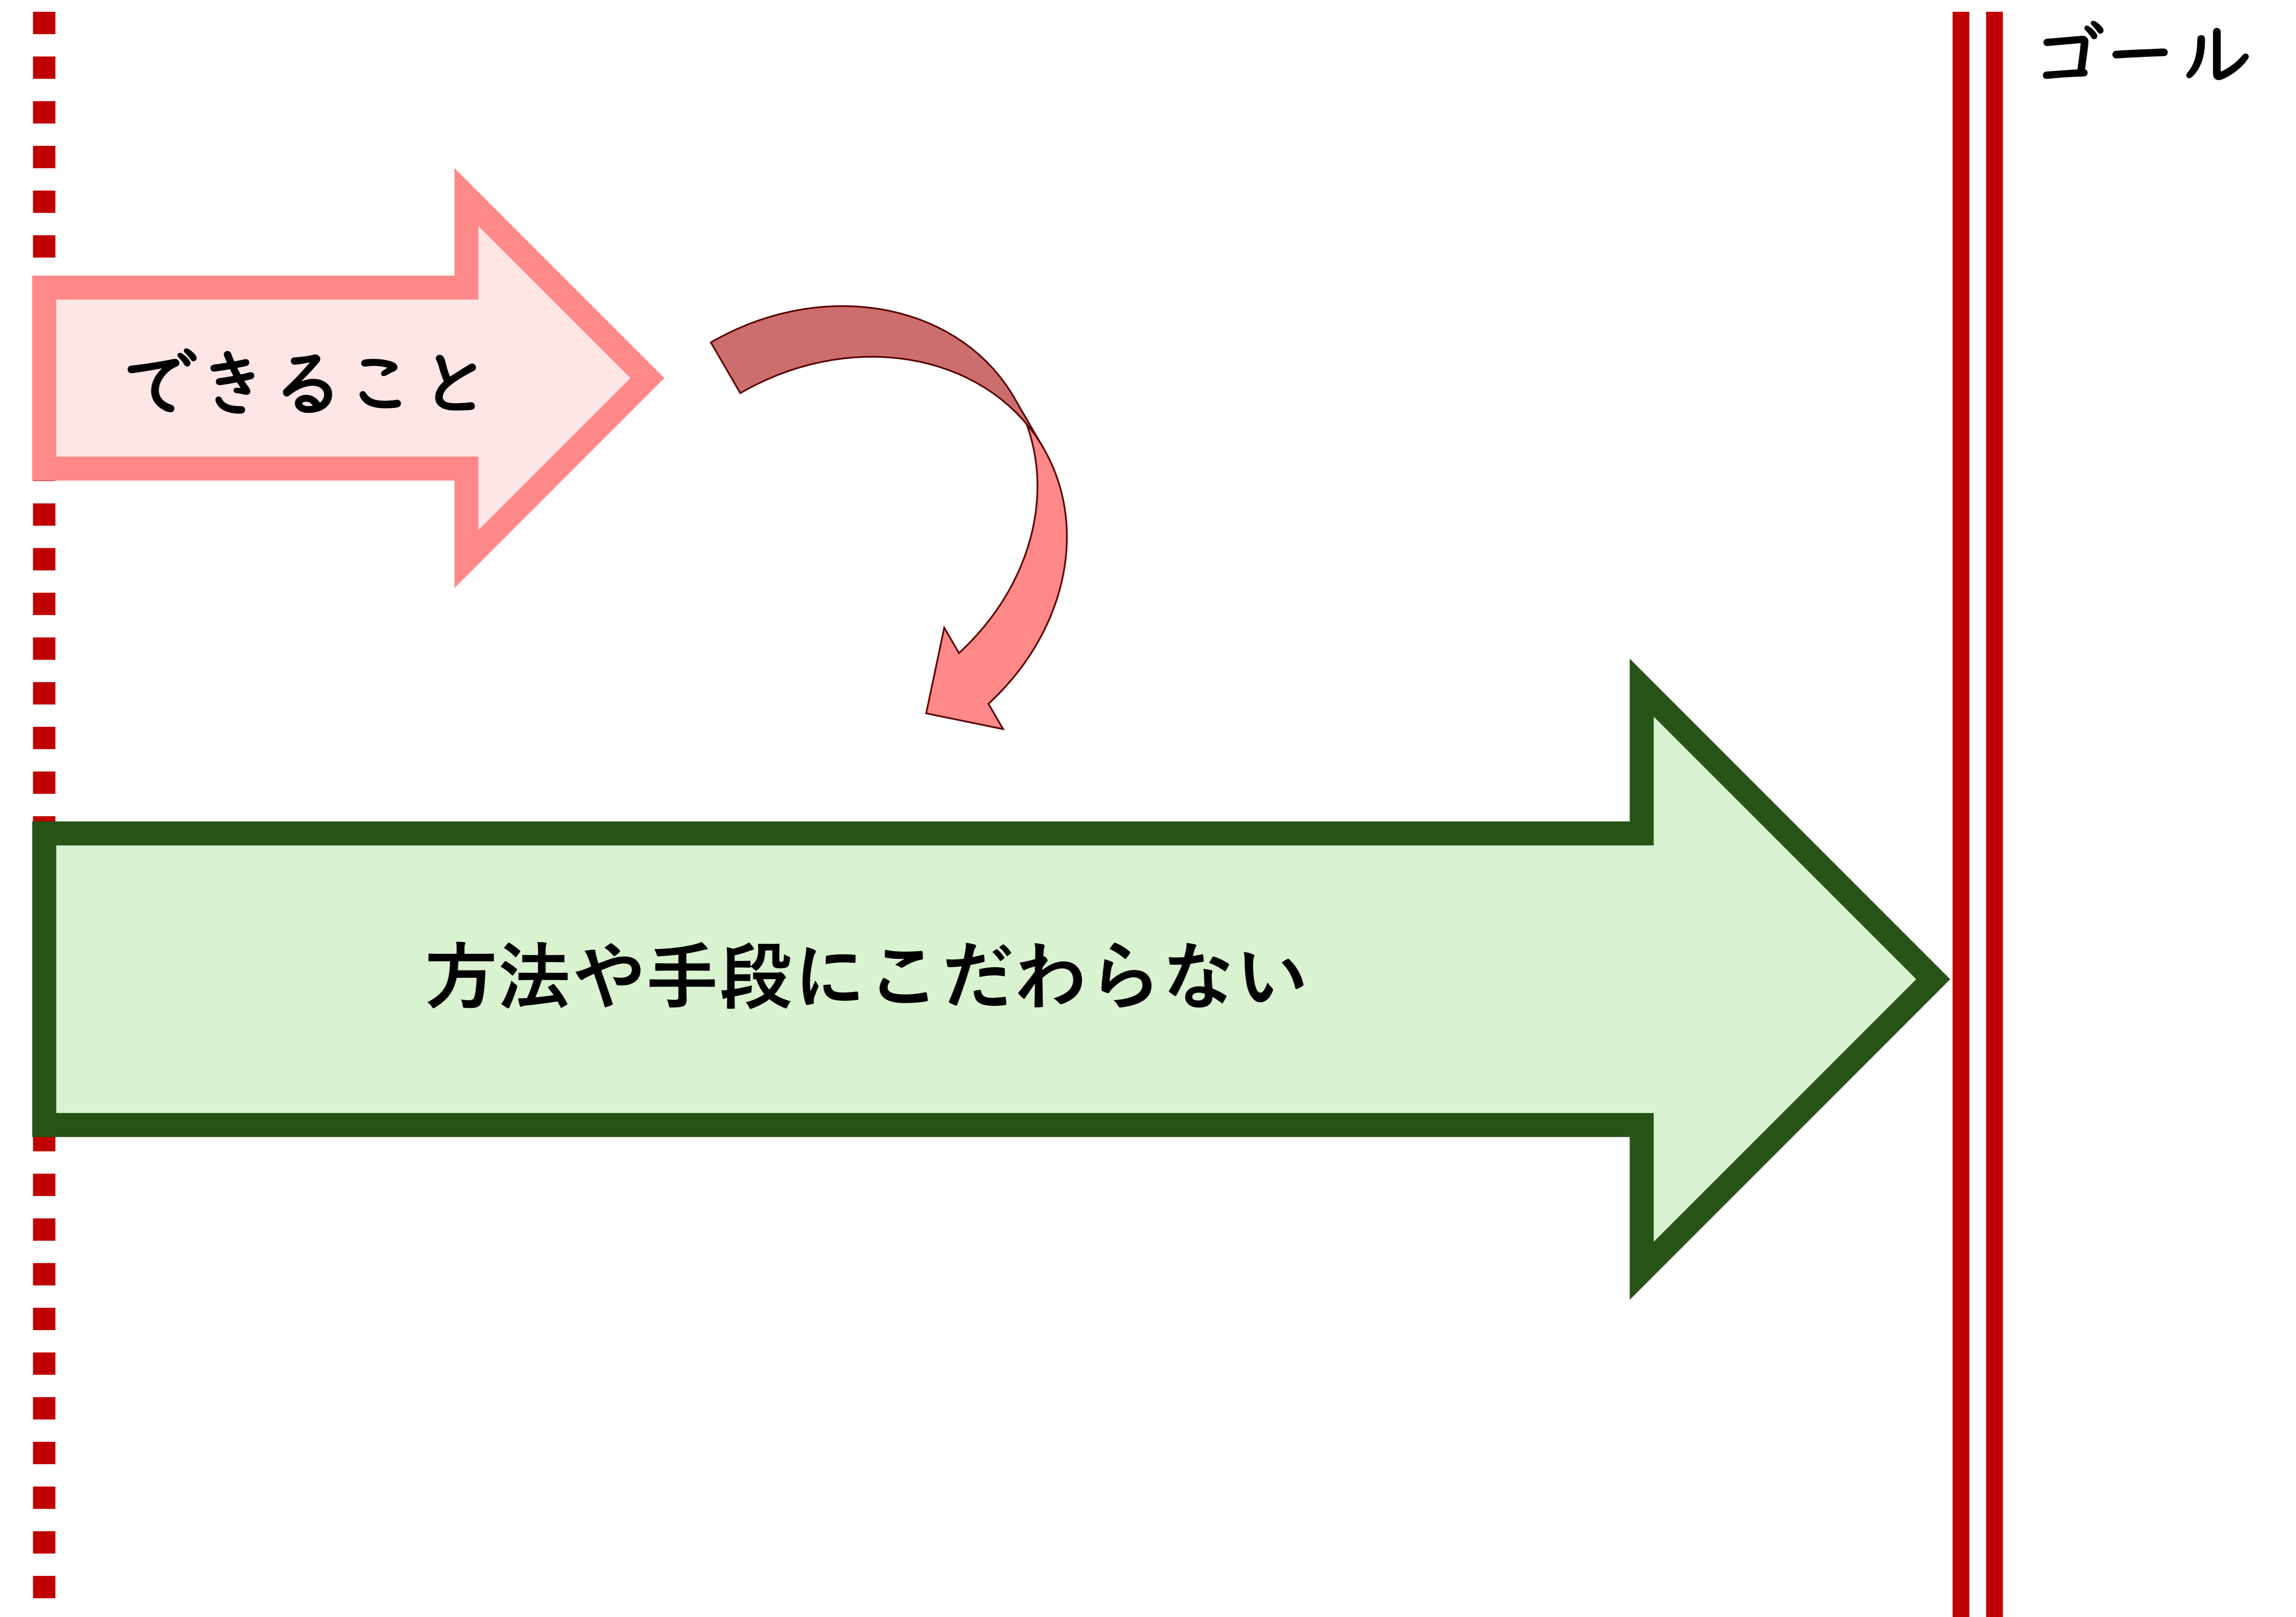 ゴール
できること
方法や手段にこだわらない